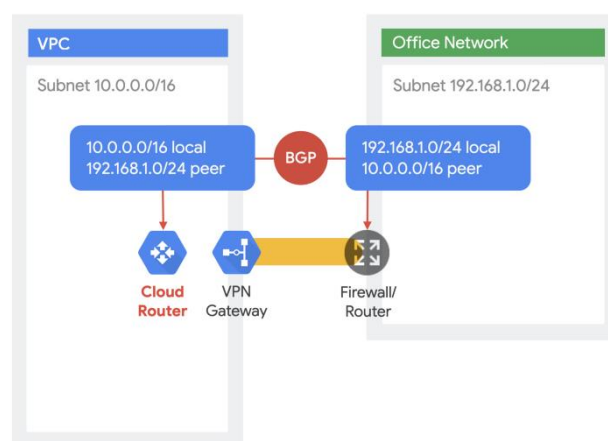 VPC
Subnet 10.0.0.0/16
10.0.0.0/16 local
192.168.1.0/24 peer
BGP
Office Network
Subnet 192.168.1.0/24
192.168.1.0/24 local
10.0.0.0/16 peer
Cloud
Router
VPN
Gateway
Firewall/
Router